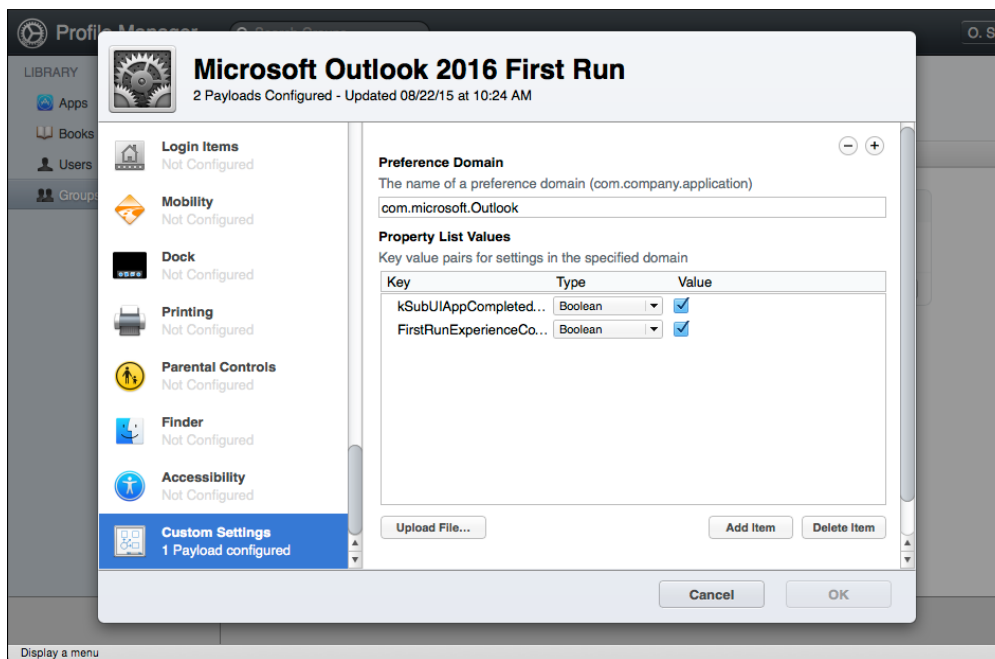 Profile Manager
Search Groups
O. S
LIBRARY
Apps
Books
Users
Groups
Microsoft Outlook 2016 First Run
2 Payloads Configured - Updated 08/22/15 at 10:24 AM
Login Items
Not Configured
Mobility
Not Configured
Dock
Not Configured
Printing
Not Configured
Parental Controls
Not Configured
Finder
Not Configured
Accessibility
Not Configured
Custom Settings
1 Payload configured
Preference Domain
The name of a preference domain (com.company.application)
com.microsoft.Outlook
Property List Values
Key value pairs for settings in the specified domain
Key Type Value
kSubUIAppCompleted... Boolean
FirstRunExperienceCo... Boolean
Upload File... Add Item Delete Item
Cancel OK
Display a menu